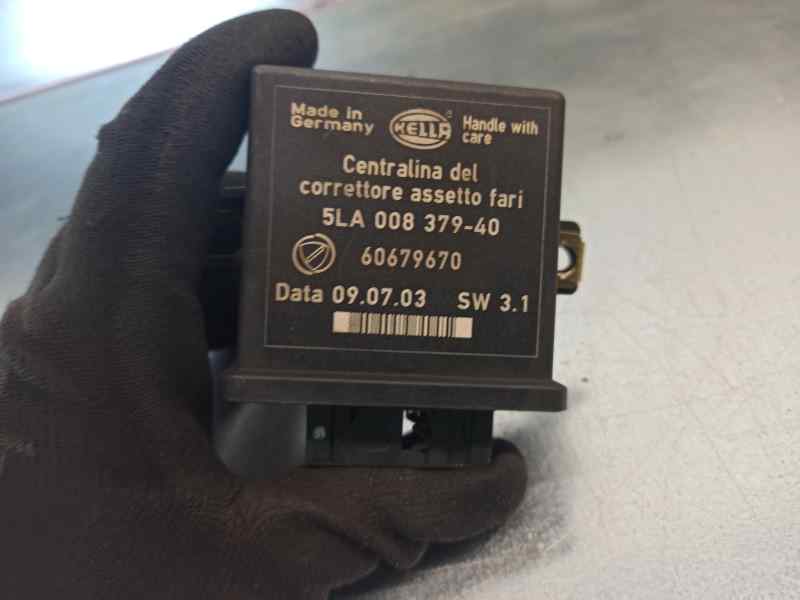 Made in
Germany
HELLA
Handle with
care
Centralina del
correttore assetto fari
5LA 008 379-40
60679670
Data 09.07.03 SW 3.1